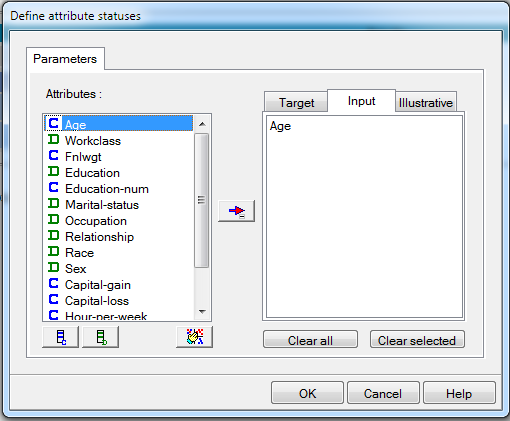 Define attribute statuses
Parameters
Attributes :
C Age
D Workclass
C Fnlwgt
D Education
C Education-num
D Marital-status
D Occupation
D Relationship
D Race
D Sex
C Capital-gain
C Capital-loss
C Hour-per-week
Target Input Illustrative
Age
Clear all Clear selected
OK Cancel Help